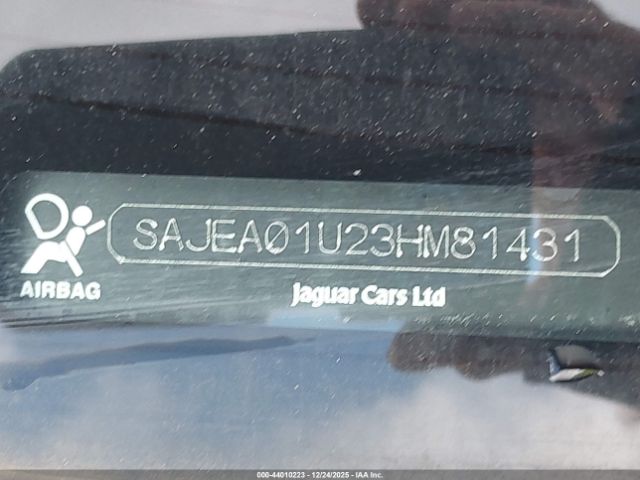 SAJEA01U23HM81431
AIRBAG
Jaguar Cars Ltd
000-44010223 - 12/24/2025 - IAA Inc.